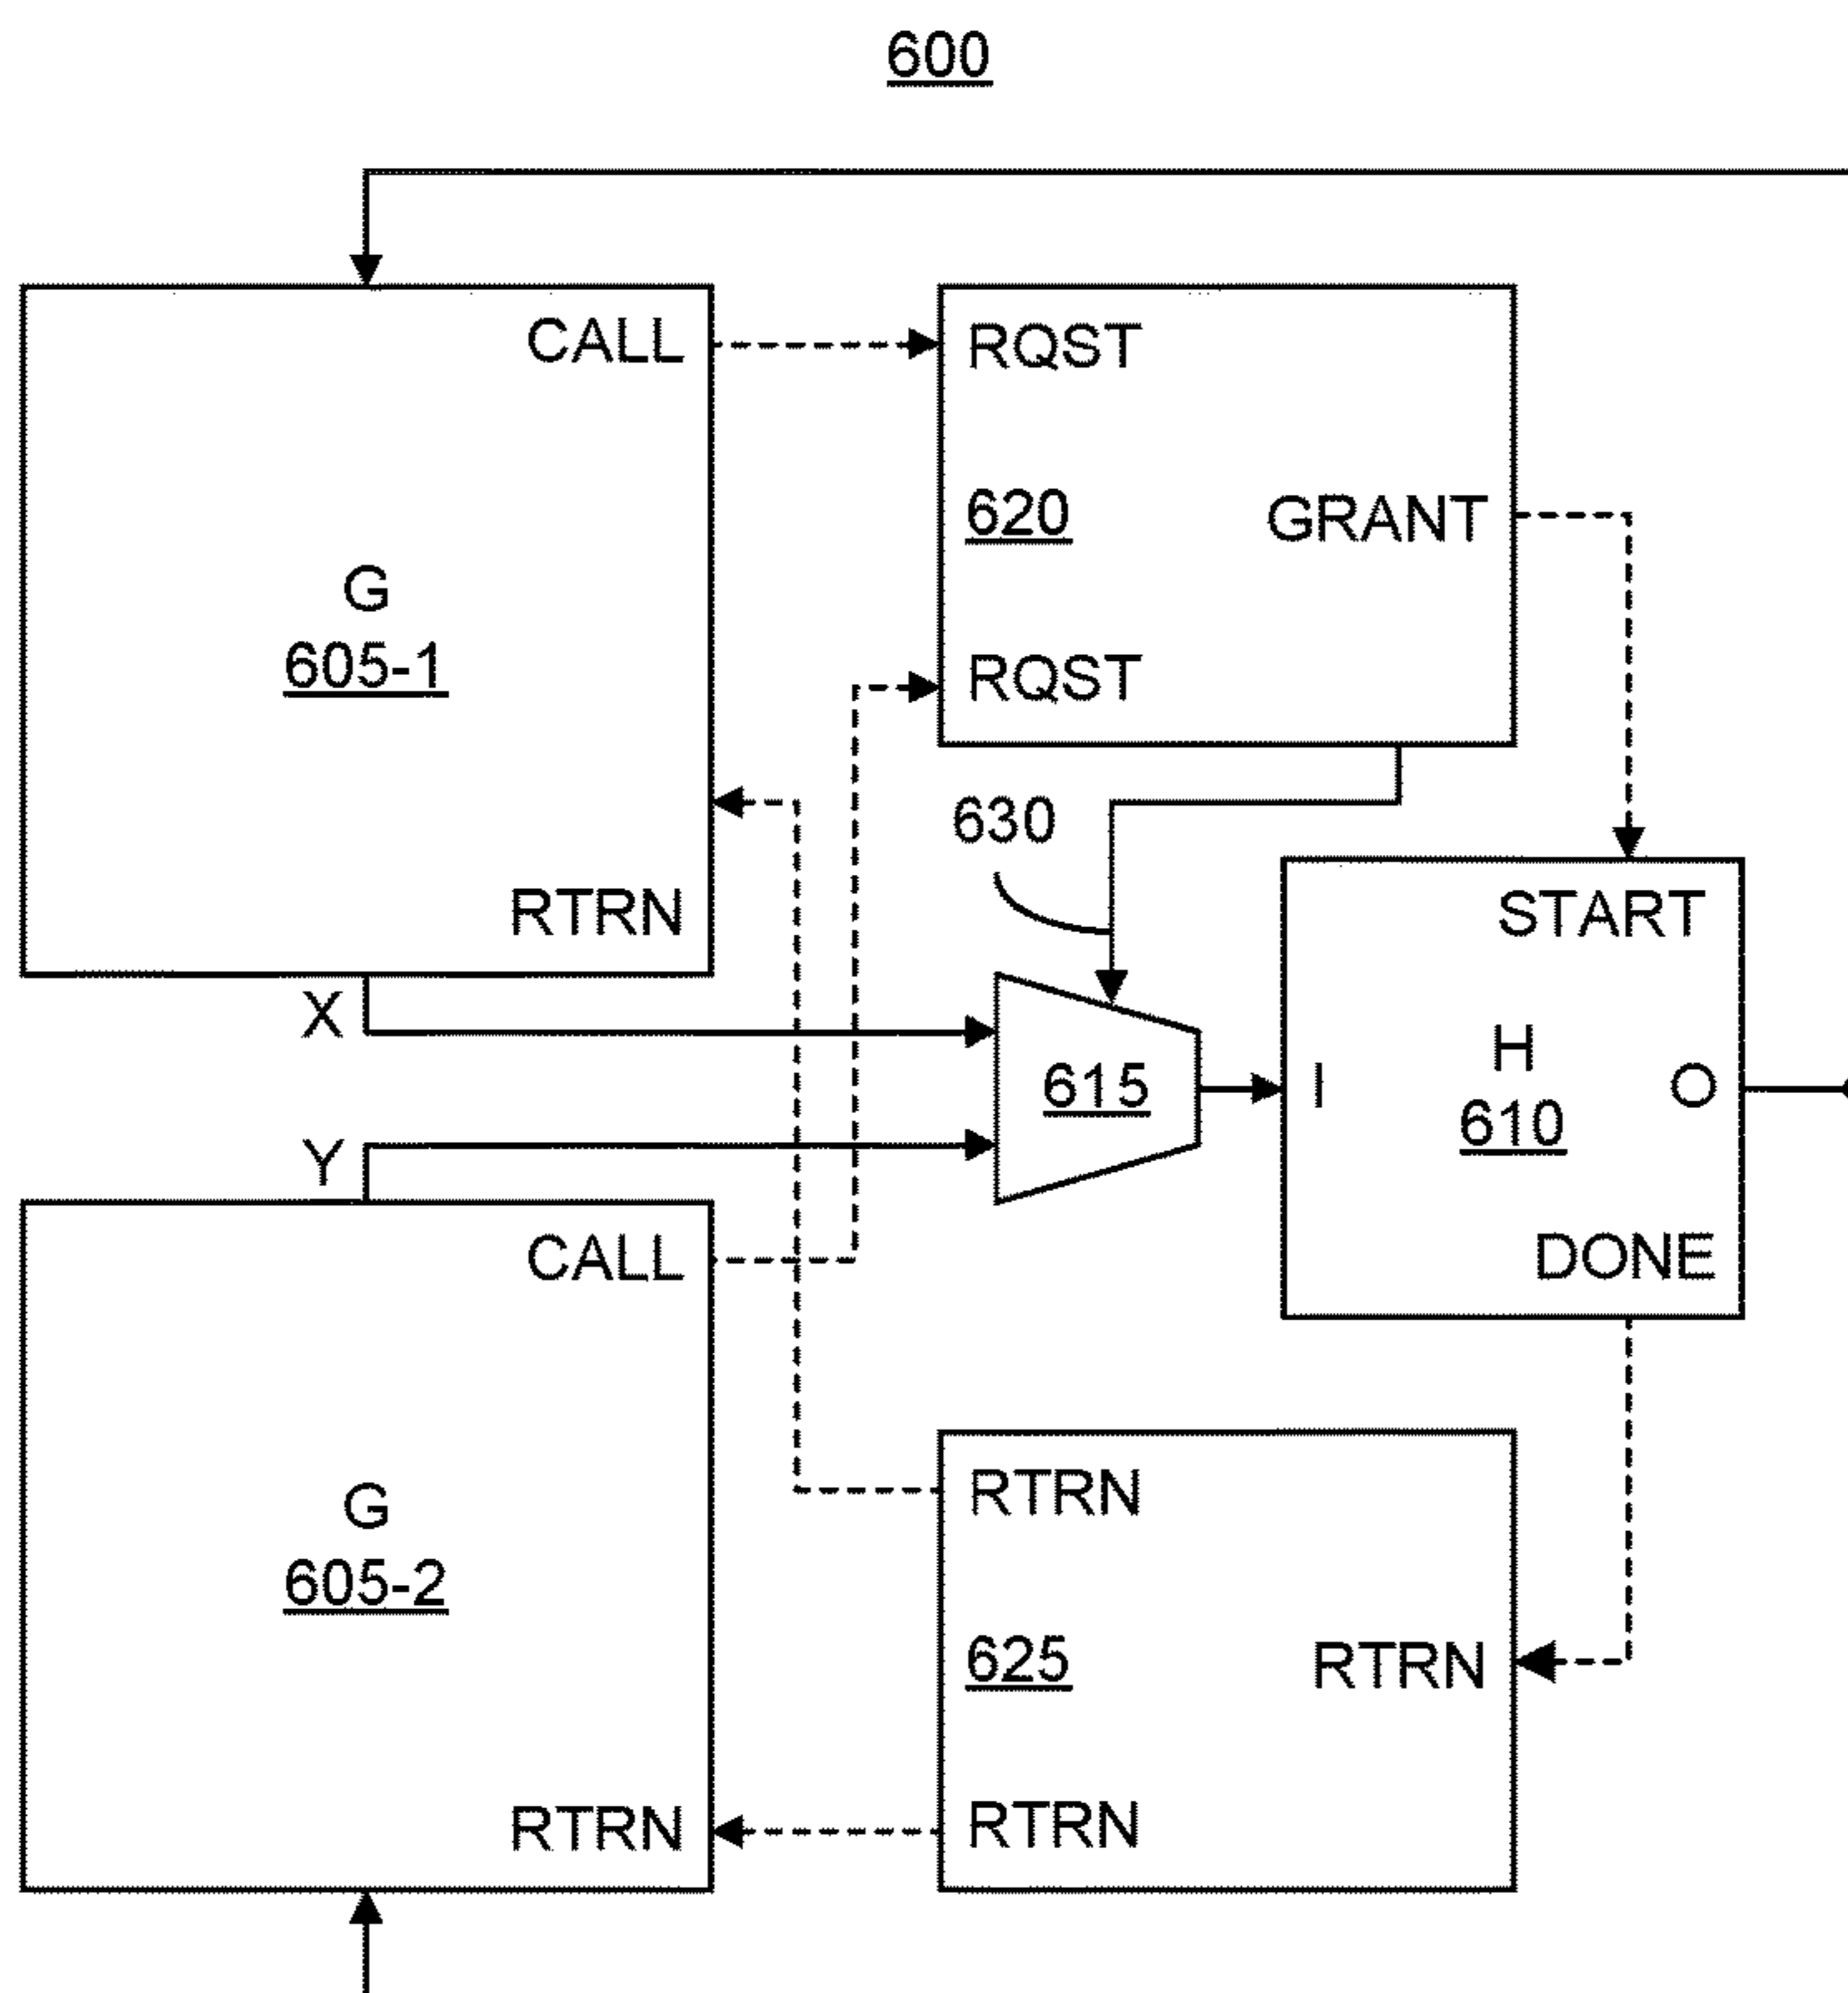 600
CALL
RQST
G
605-1
620
GRANT
RQST
630
RTRN
START
X
H
615
I
O
610
Y
CALL
DONE
G
605-2
RTRN
625
RTRN
RTRN
RTRN